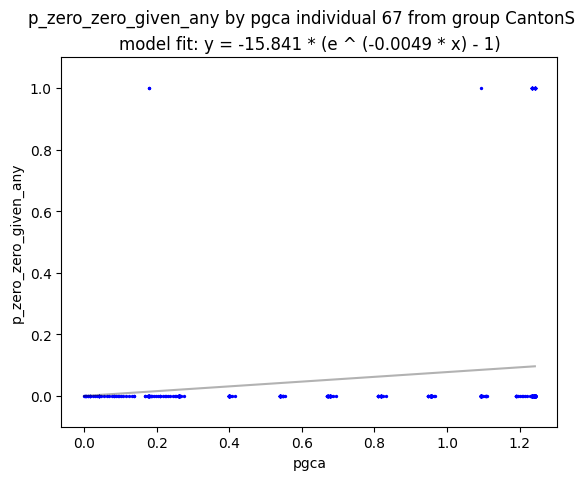 p_zero_zero_given_any by pgca individual 67 from group CantonS
model fit: y = -15.841 * (e ^ (-0.0049 * x) - 1)
1.0
0.8
0.6
0.4
0.2
0.0
p_zero_zero_given_any
0.0 0.2 0.4 0.6 0.8 1.0 1.2
pgca